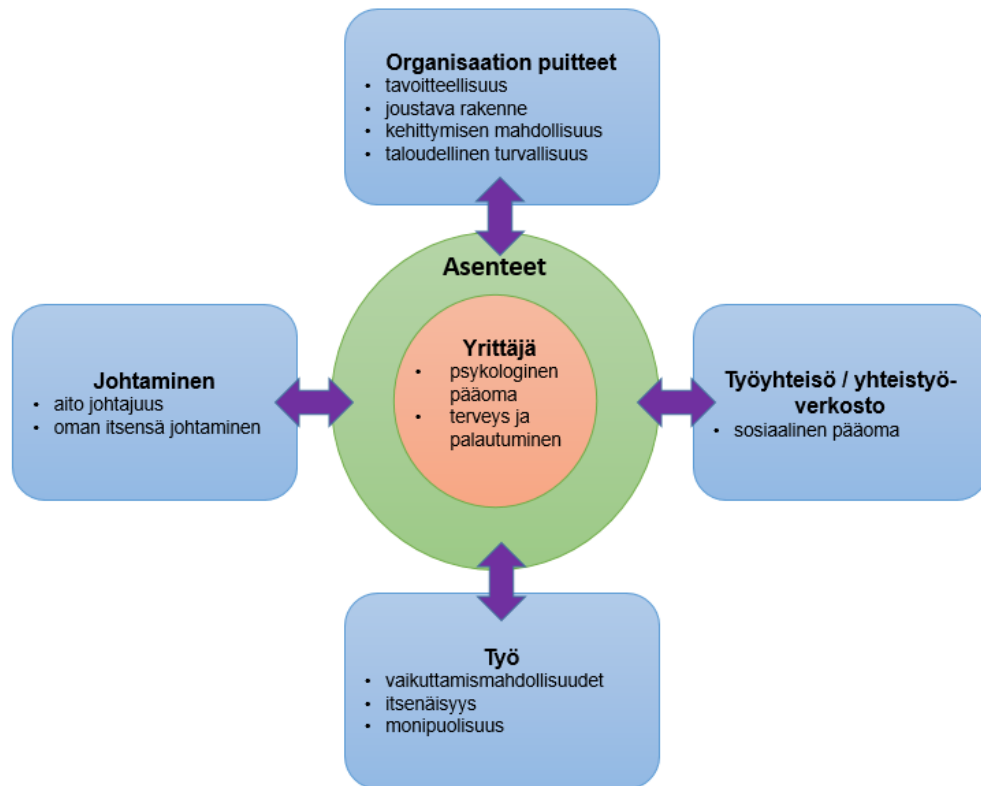 Organisaation puitteet
• tavoitteellisuus
• joustava rakenne
• kehittymisen mahdollisuus
• taloudellinen turvallisuus
Asenteet
Yrittäjä
• psykologinen
pääoma
• terveys ja
palautuminen
Johtaminen
• aito johtajuus
• oman itsensä johtaminen
Työyhteisö / yhteistyö-
verkosto
• sosiaalinen pääoma
Työ
• vaikuttamismahdollisuudet
• itsenäisyys
• monipuolisuus